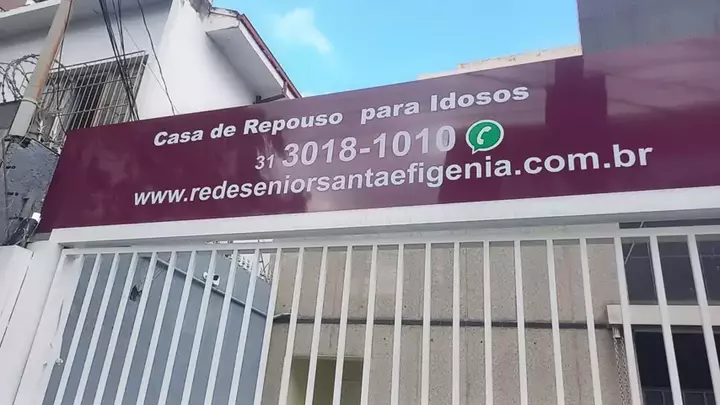 Casa de Repouso para Idosos
31 3018-1010
www.redeseniorsantaefigenia.com.br